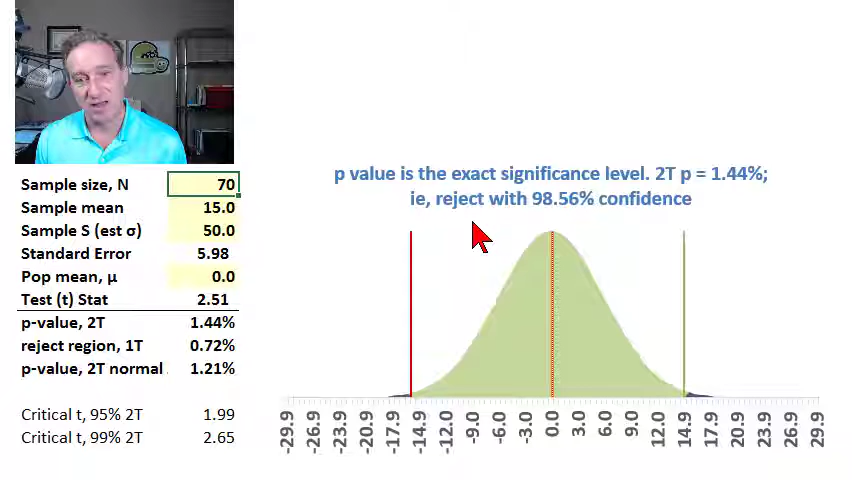 p value is the exact significance level. 2T p = 1.44%;
ie, reject with 98.56% confidence
Sample size, N 70
Sample mean 15.0
Sample S (est σ) 50.0
Standard Error 5.98
Pop mean, µ 0.0
Test (t) Stat 2.51
p-value, 2T 1.44%
reject region, 1T 0.72%
p-value, 2T normal 1.21%
Critical t, 95% 2T 1.99
Critical t, 99% 2T 2.65
-29.9 -26.9 -23.9 -20.9 -17.9 -14.9 -12.0 -9.0 -6.0 -3.0 0.0 3.0 6.0 9.0 12.0 14.9 17.9 20.9 23.9 26.9 29.9